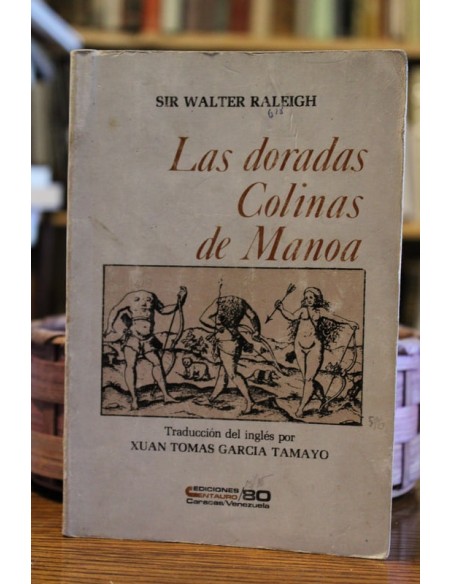 SIR WALTER RALEIGH
Las doradas
Colinas
de Manoa
Traducción del inglés por
XUAN TOMAS GARCIA TAMAYO
EDICIONES
CENTAURO/80
Caracas/Venezuela